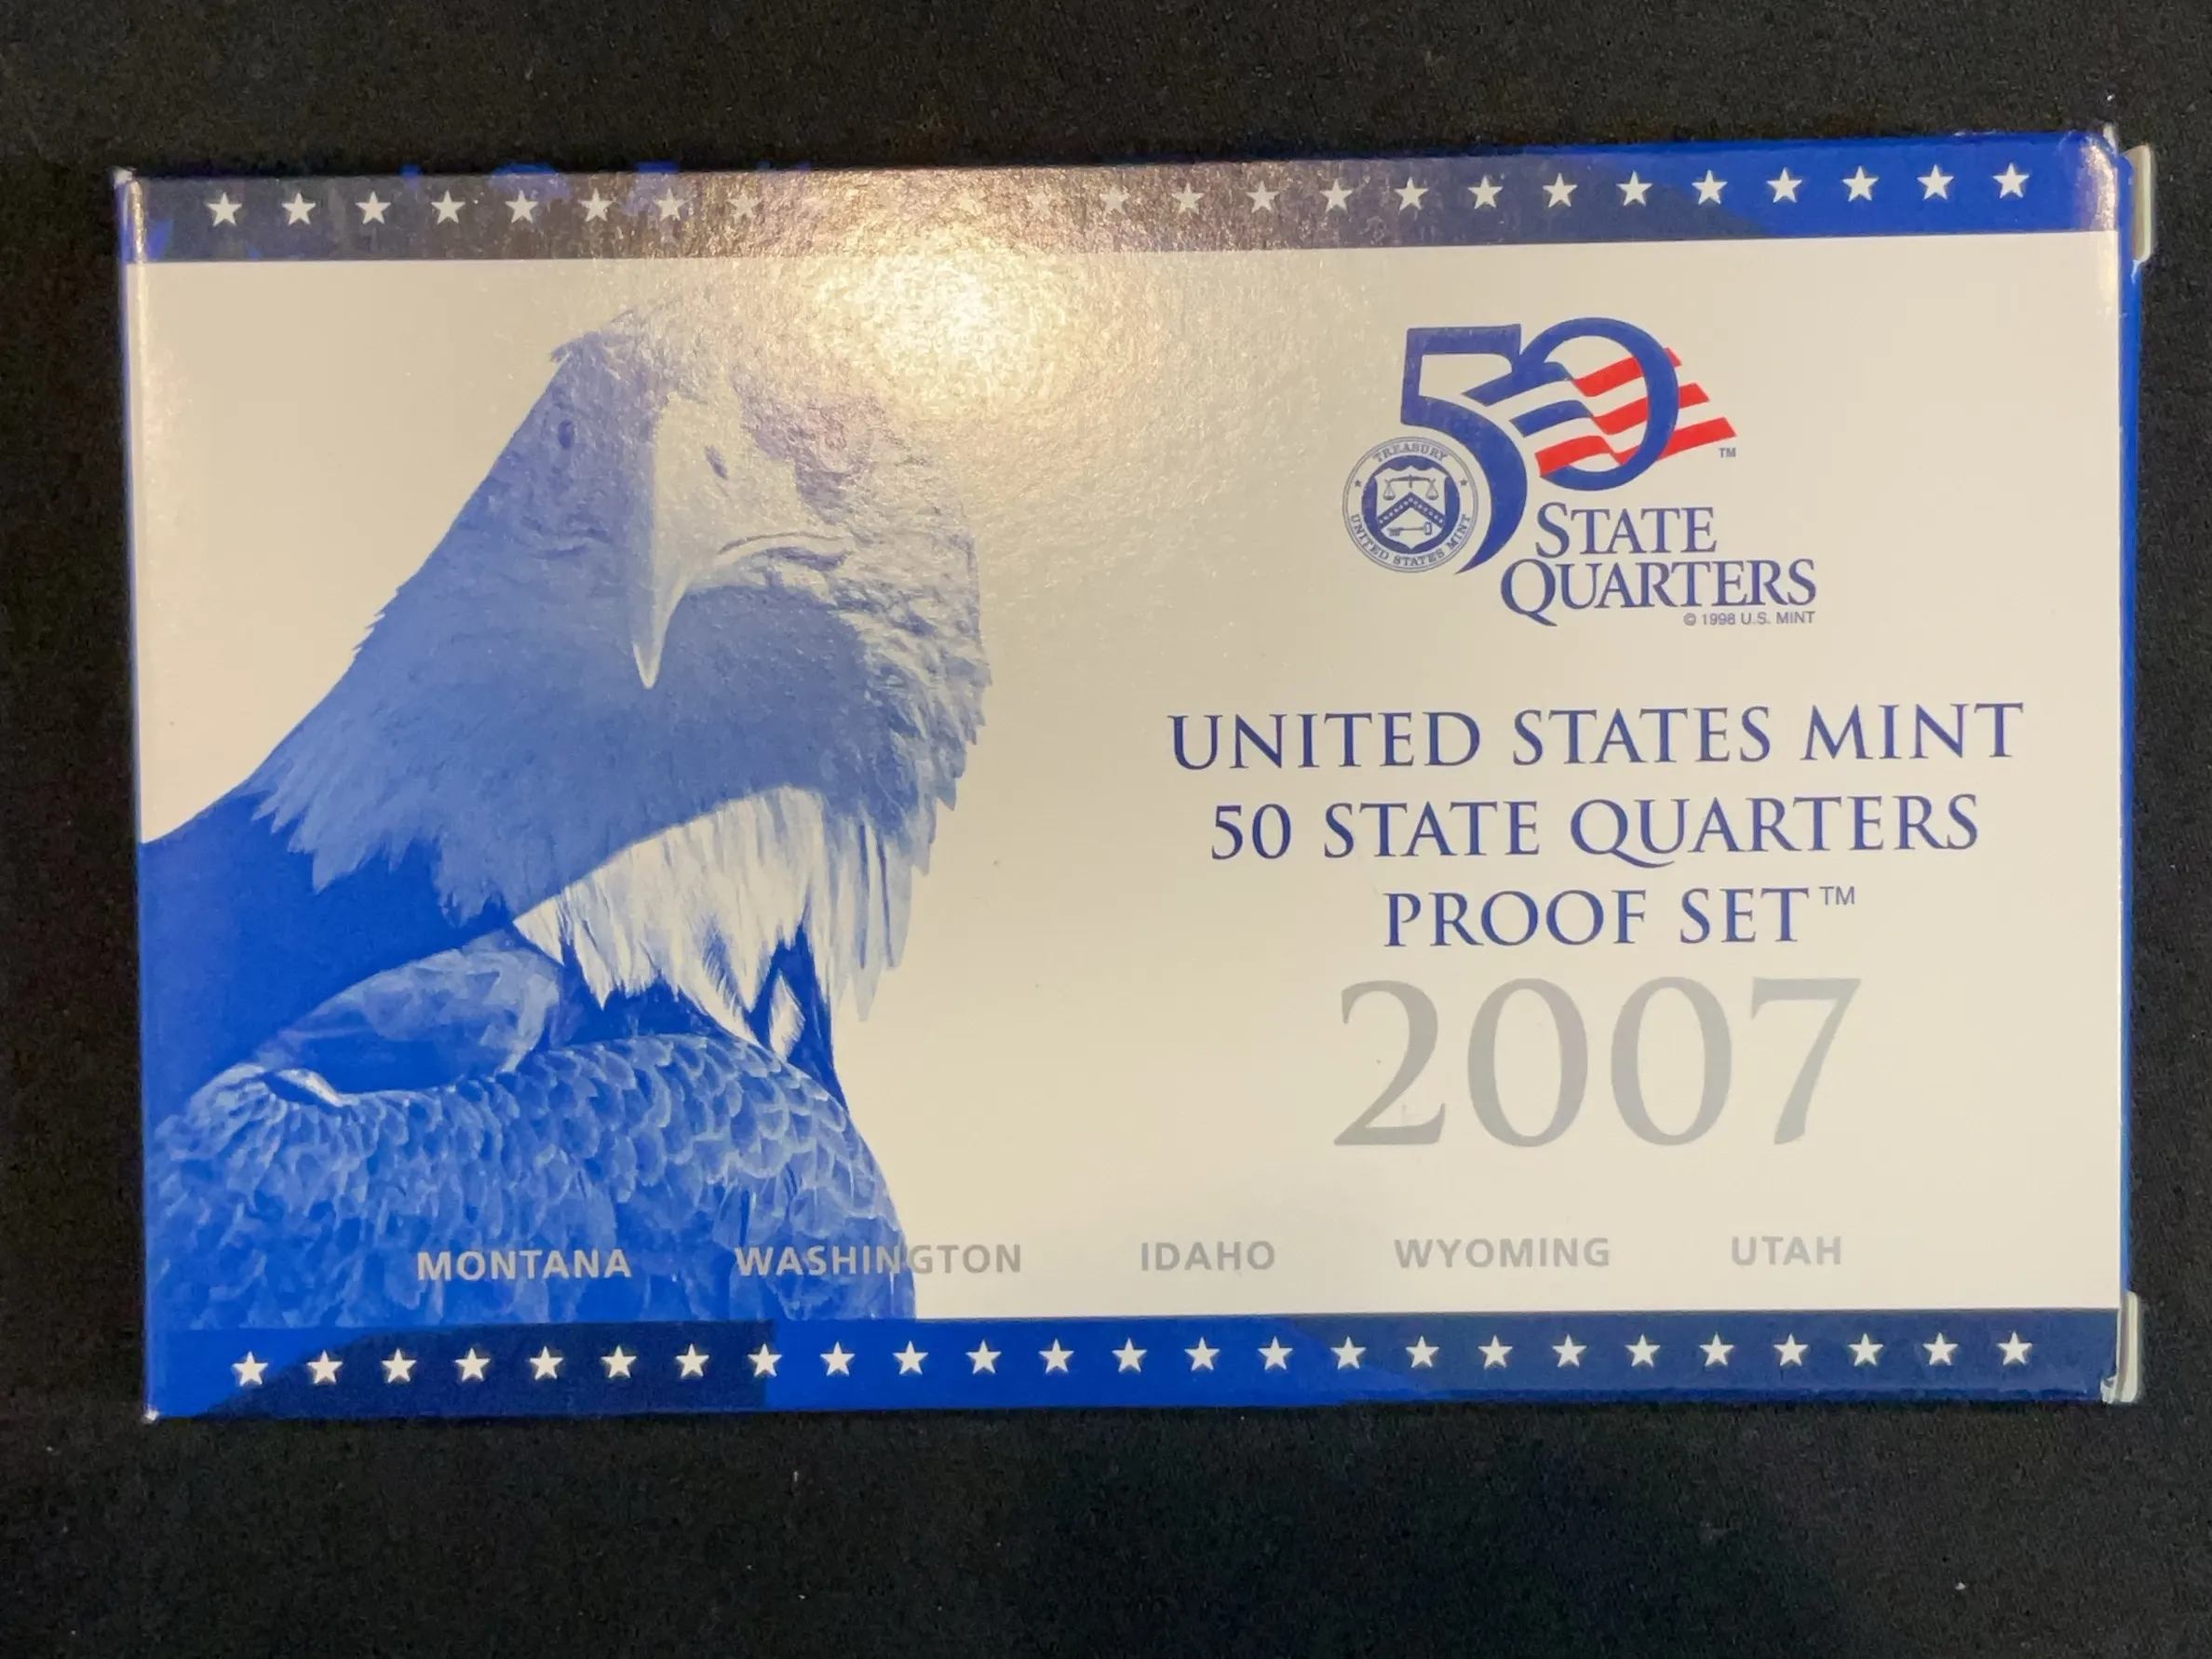 50
TM
TREASURY
UNITED STATES MINT
STATE
QUARTERS
© 1998 U.S. MINT
UNITED STATES MINT
50 STATE QUARTERS
PROOF SET™
2007
MONTANA WASHINGTON IDAHO WYOMING UTAH